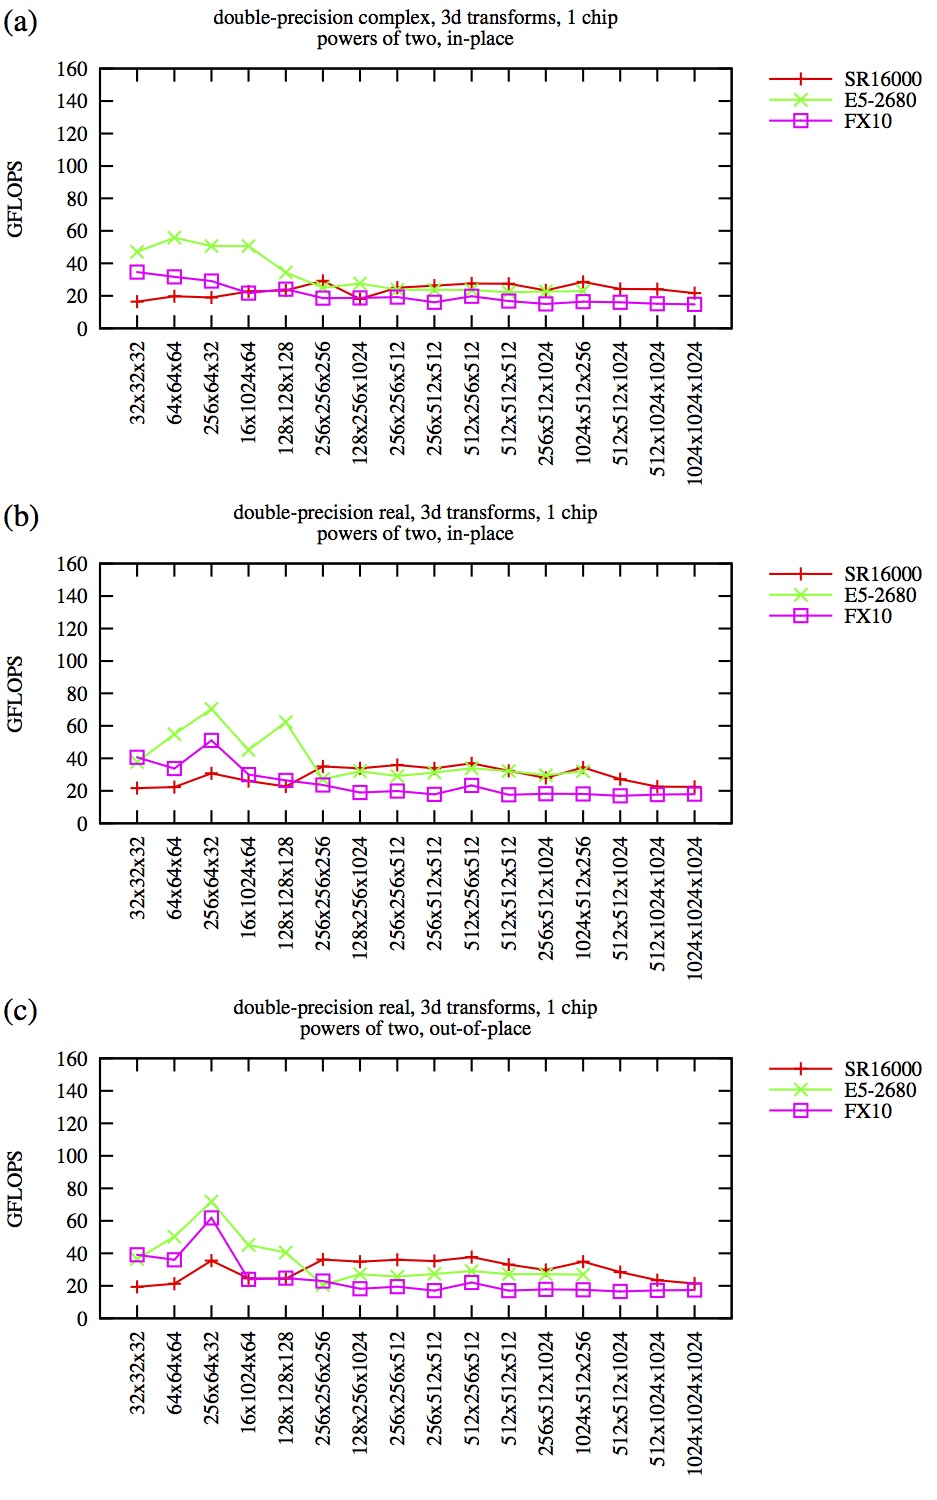 (a)
double-precision complex, 3d transforms, 1 chip
powers of two, in-place
GFLOPS
160
140
120
100
80
60
40
20
0
SR16000
E5-2680
FX10
32x32x32
64x64x64
256x64x32
16x1024x64
128x128x128
256x256x256
128x256x1024
256x256x512
256x512x512
512x256x512
512x512x512
256x512x1024
1024x512x256
512x512x1024
512x1024x1024
1024x1024x1024
(b)
double-precision real, 3d transforms, 1 chip
powers of two, in-place
GFLOPS
160
140
120
100
80
60
40
20
0
SR16000
E5-2680
FX10
32x32x32
64x64x64
256x64x32
16x1024x64
128x128x128
256x256x256
128x256x1024
256x256x512
256x512x512
512x256x512
512x512x512
256x512x1024
1024x512x256
512x512x1024
512x1024x1024
1024x1024x1024
(c)
double-precision real, 3d transforms, 1 chip
powers of two, out-of-place
GFLOPS
160
140
120
100
80
60
40
20
0
SR16000
E5-2680
FX10
32x32x32
64x64x64
256x64x32
16x1024x64
128x128x128
256x256x256
128x256x1024
256x256x512
256x512x512
512x256x512
512x512x512
256x512x1024
1024x512x256
512x512x1024
512x1024x1024
1024x1024x1024